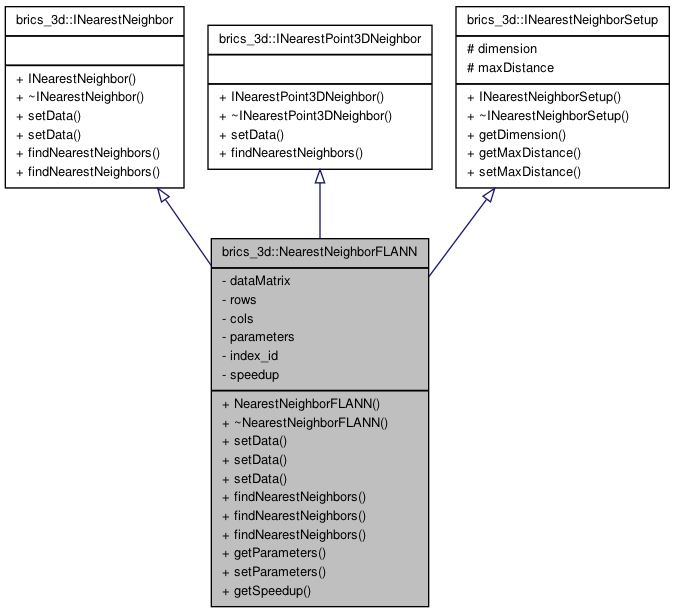 brics_3d::INearestNeighbor
+ INearestNeighbor()
+ ~INearestNeighbor()
+ setData()
+ setData()
+ findNearestNeighbors()
+ findNearestNeighbors()
brics_3d::INearestPoint3DNeighbor
+ INearestPoint3DNeighbor()
+ ~INearestPoint3DNeighbor()
+ setData()
+ findNearestNeighbors()
brics_3d::INearestNeighborSetup
# dimension
# maxDistance
+ INearestNeighborSetup()
+ ~INearestNeighborSetup()
+ getDimension()
+ getMaxDistance()
+ setMaxDistance()
brics_3d::NearestNeighborFLANN
- dataMatrix
- rows
- cols
- parameters
- index_id
- speedup
+ NearestNeighborFLANN()
+ ~NearestNeighborFLANN()
+ setData()
+ setData()
+ setData()
+ findNearestNeighbors()
+ findNearestNeighbors()
+ findNearestNeighbors()
+ getParameters()
+ setParameters()
+ getSpeedup()